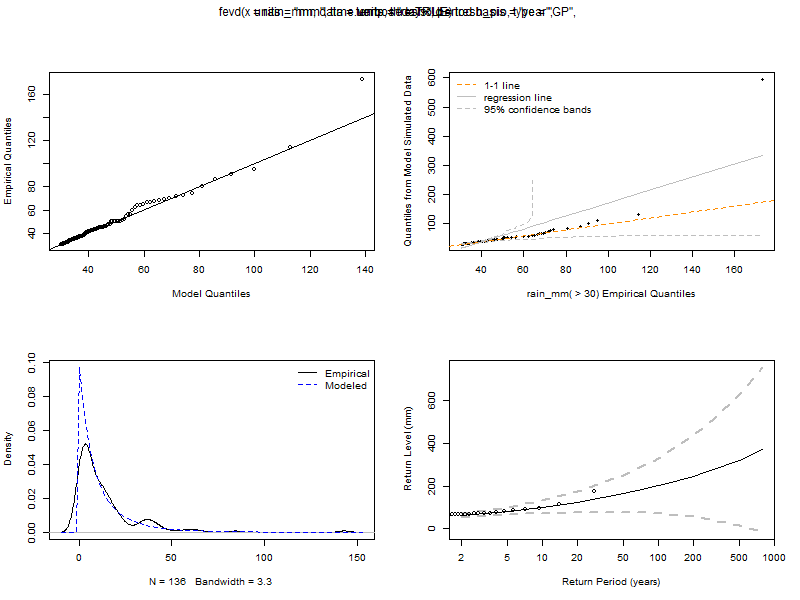 fevd(x
"GP",
Empirical Quantiles
40 60 80 120 160
40 60 80 100 120 140
Model Quantiles
Quantiles from Model Simulated Data
100 200 300 400 500 600
1-1 line
regression line
95% confidence bands
40 60 80 100 120 140 160
rain_mm( > 30) Empirical Quantiles
Density
0.00 0.02 0.04 0.06 0.08 0.10
Empirical
Modeled
0 50 100 150
N = 136 Bandwidth = 3.3
Return Level (mm)
0 200 400 600
2 5 10 20 50 100 200 500 1000
Return Period (years)